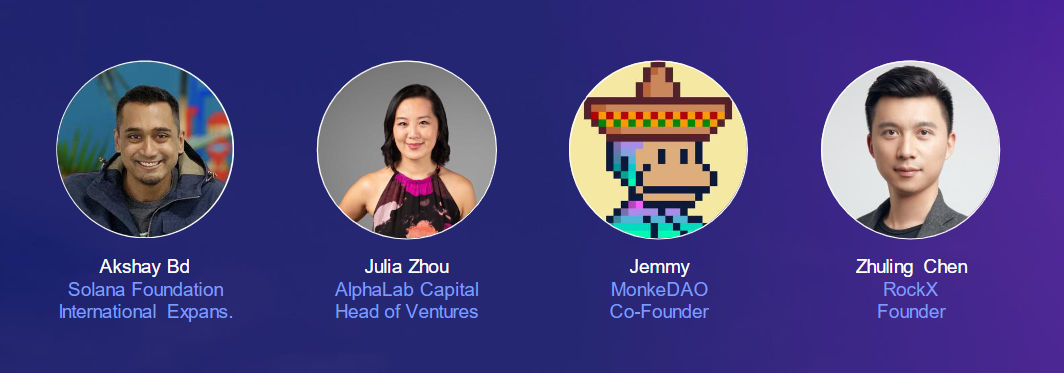 Akshay Bd
Solana Foundation
International Expans.
Julia Zhou
AlphaLab Capital
Head of Ventures
Jemmy
MonkeDAO
Co-Founder
Zhuling Chen
RockX
Founder